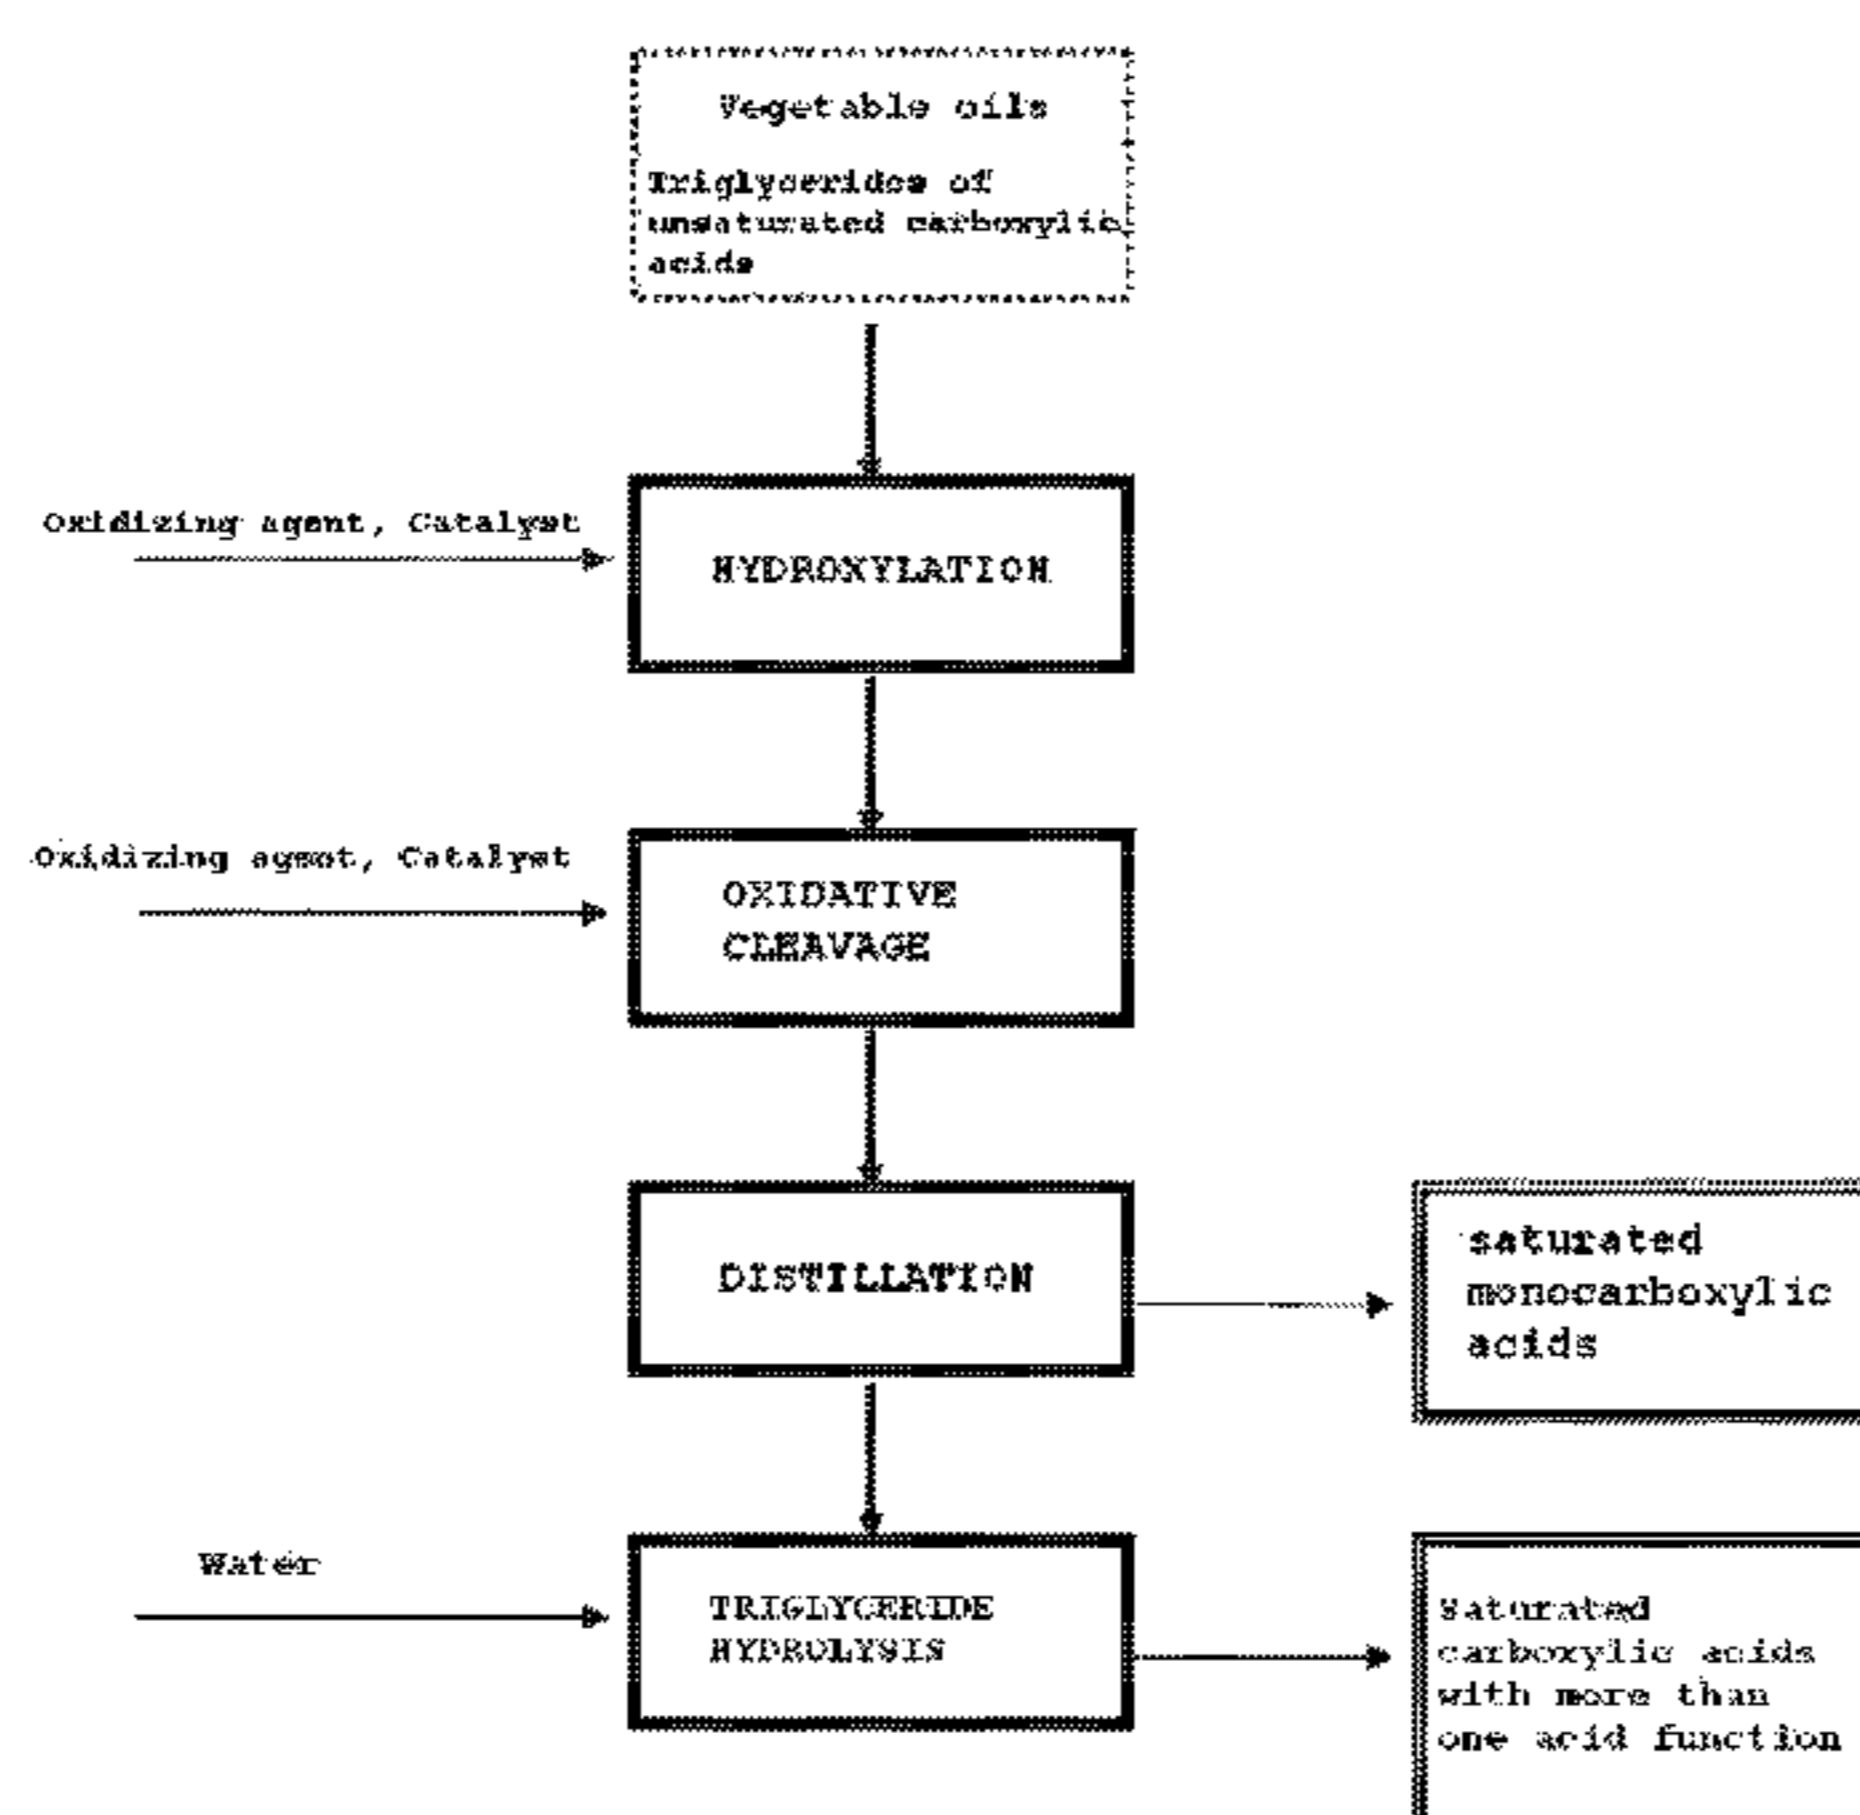 Vegetable oils
Triglycerides of
unsaturated carboxylic
acids
Oxidizing agent, Catalyst
HYDROXYLATION
Oxidizing agent, Catalyst
OXIDATIVE
CLEAVAGE
DISTILLATION
saturated
monocarboxylic
acids
Water
TRIGLYCERIDE
HYDROLYSIS
Saturated
carboxylic acids
with more than
one acid function